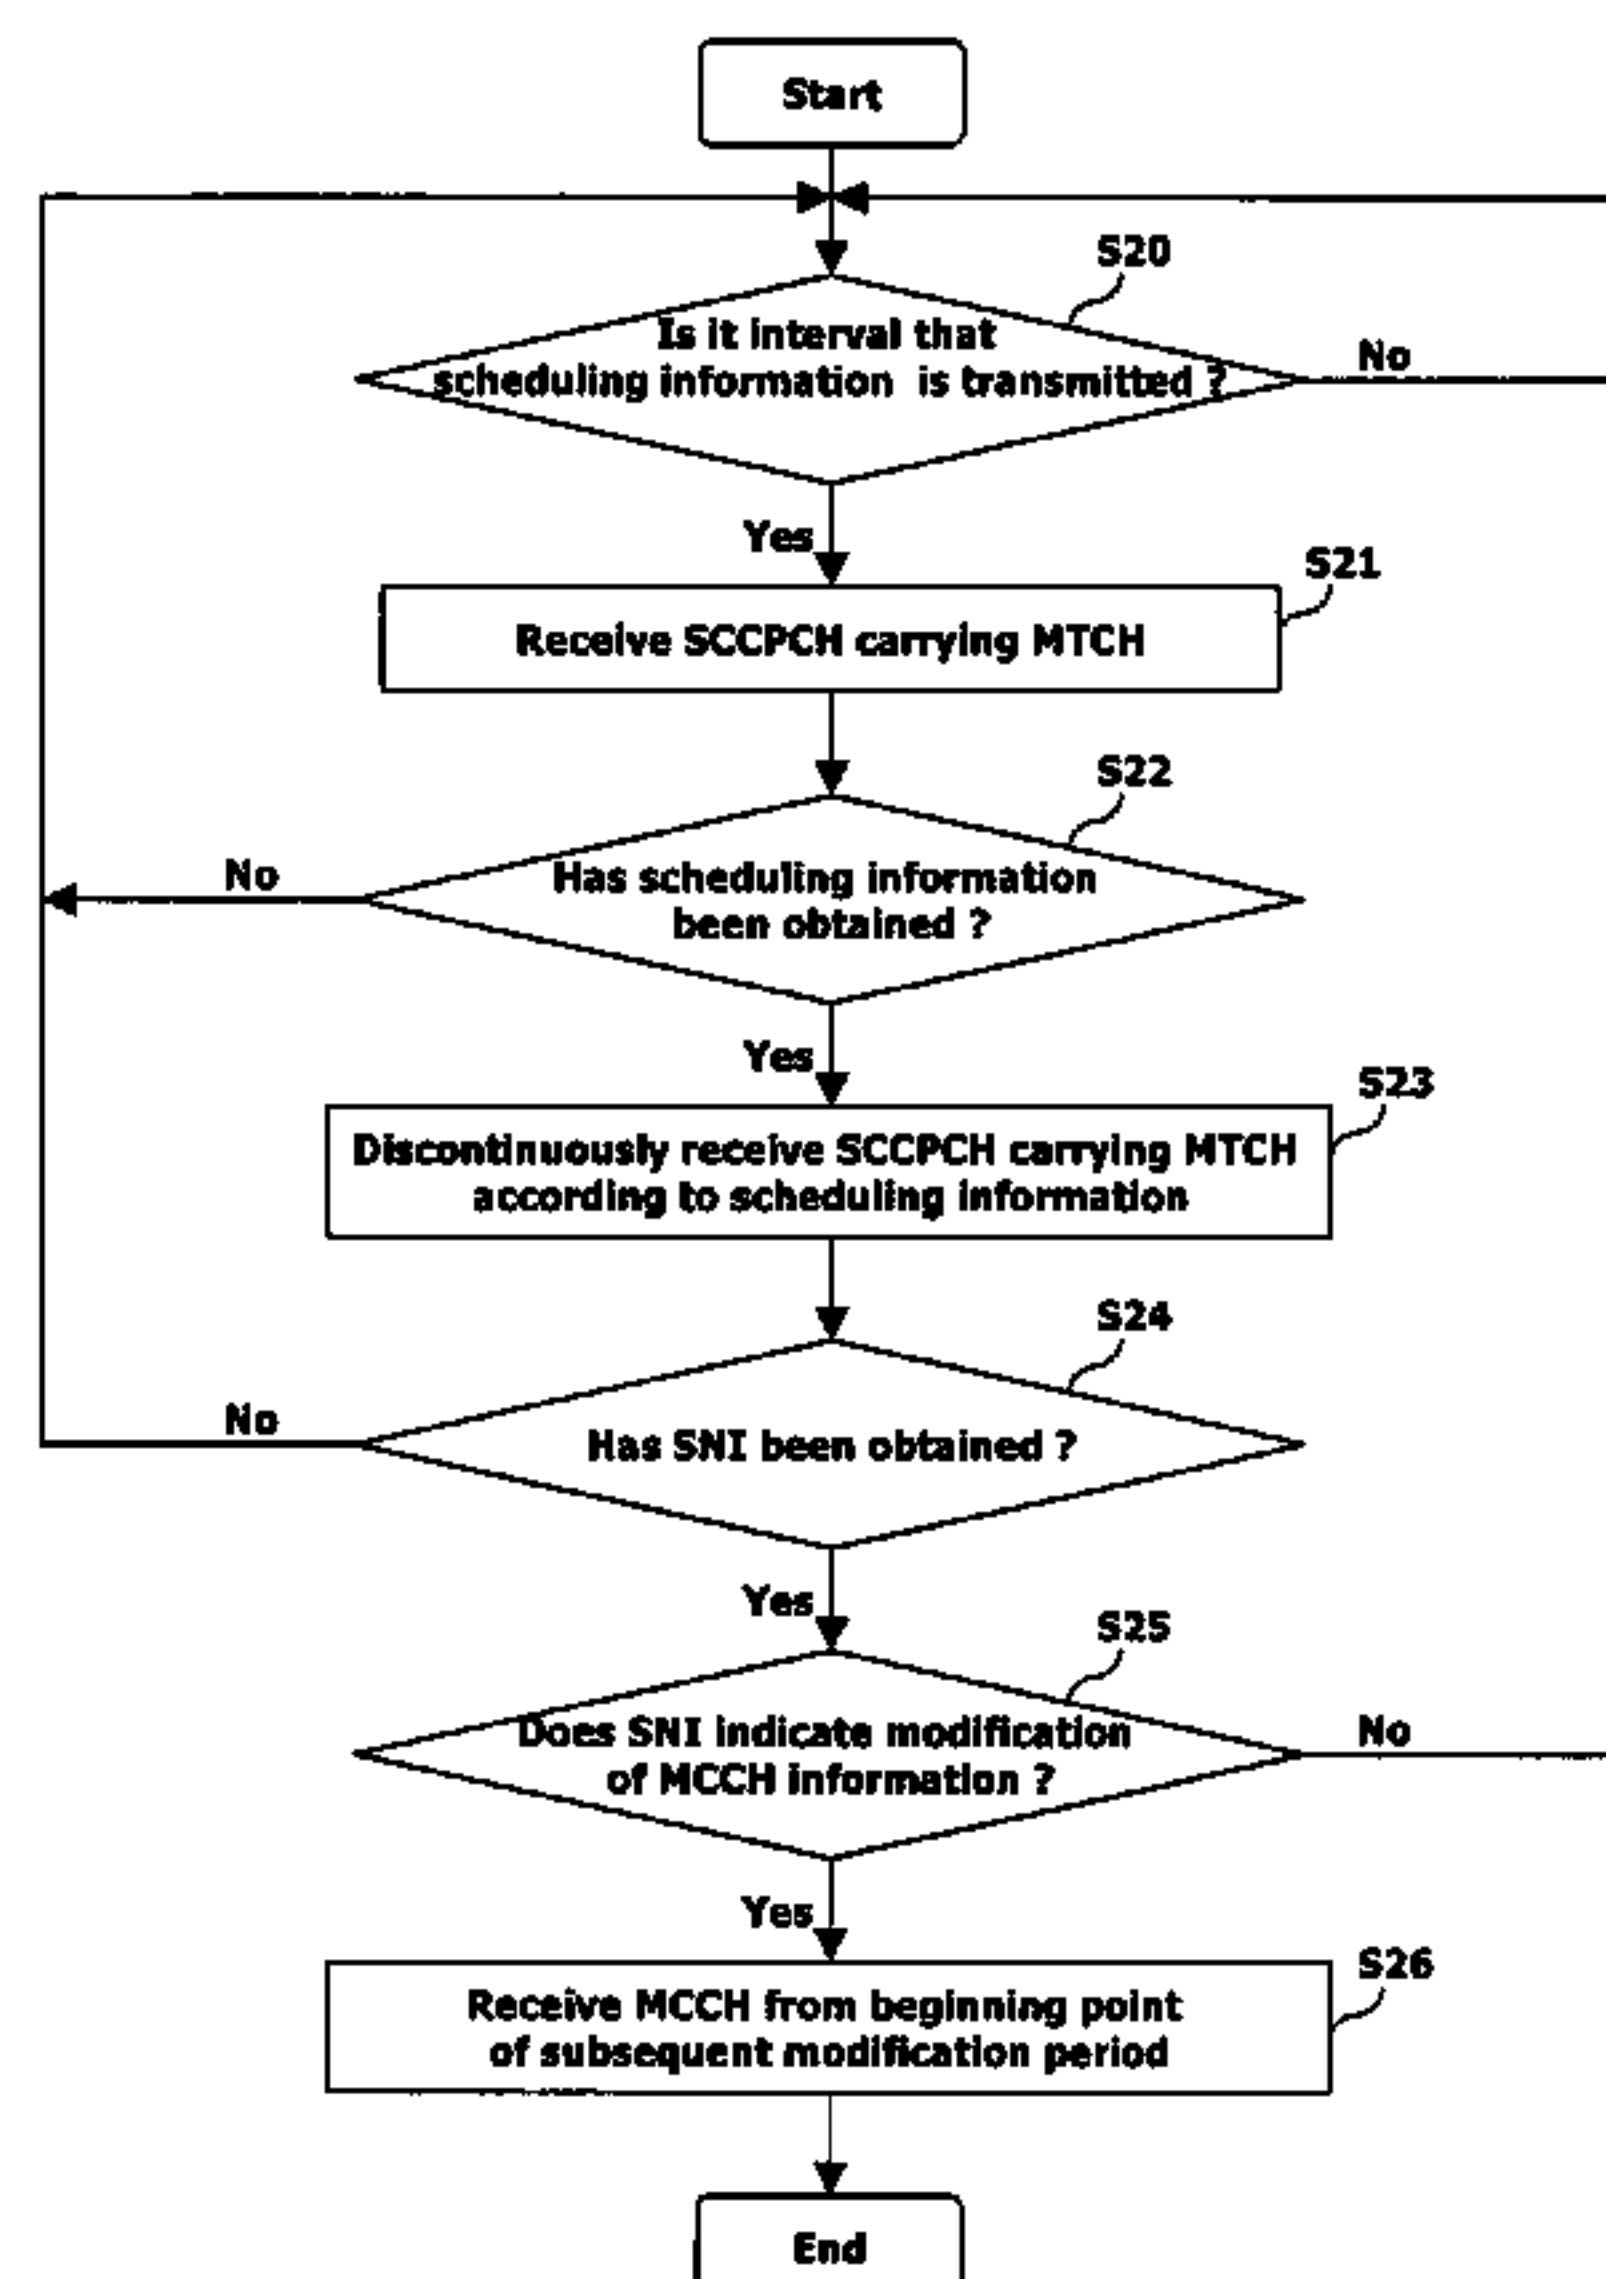 Start
S20
Is it interval that
scheduling information is transmitted ?
No
Yes
S21
Receive SCCPCH carrying MTCH
S22
Has scheduling information
been obtained ?
No
Yes
S23
Discontinuously receive SCCPCH carrying MTCH
according to scheduling information
S24
Has SNI been obtained ?
No
Yes
S25
Does SNI indicate modification
of MCCH information ?
No
Yes
S26
Receive MCCH from beginning point
of subsequent modification period
End